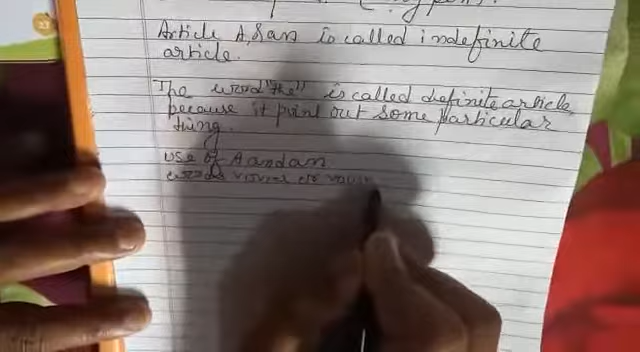 Article A, & an is called indefinite
article.
The wrod "the" is called definite article,
because it point out some particular
thing.
use of A and an